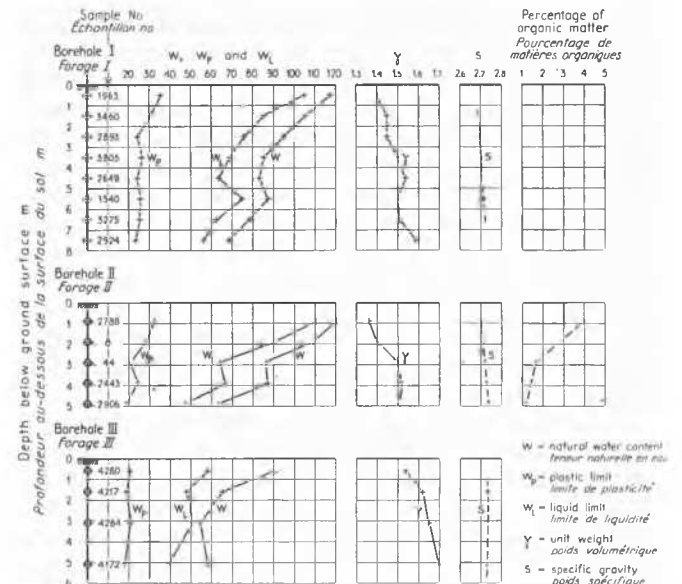 Sample No
Échantillon no
Percentage of
organic matter
Pourcentage de
matières organiques
Borehole I
Forage I
W, Wp and WL
γ
S
20 30 40 50 60 70 80 90 100 120
1.3 1.4 1.5 1.6 1.7
2.6 2.7 2.8
1 2 3 4 5
0
1
2
3
4
5
6
7
8
1963
3460
2893
3805
2649
1540
3275
2924
Wp
WL
W
γ
S
Depth below ground surface m
Profondeur au-dessous de la surface du sol m
Borehole II
Forage II
0
1
2
3
4
5
2788
6
44
2443
2906
Wp
WL
W
γ
S
Borehole III
Forage III
0
1
2
3
4
5
6
4280
4217
4264
4172
Wp
WL
W
γ
S
W - natural water content
teneur naturelle en eau
Wp - plastic limit
limite de plasticité
WL - liquid limit
limite de liquidité
γ - unit weight
poids volumétrique
S - specific gravity
poids spécifique